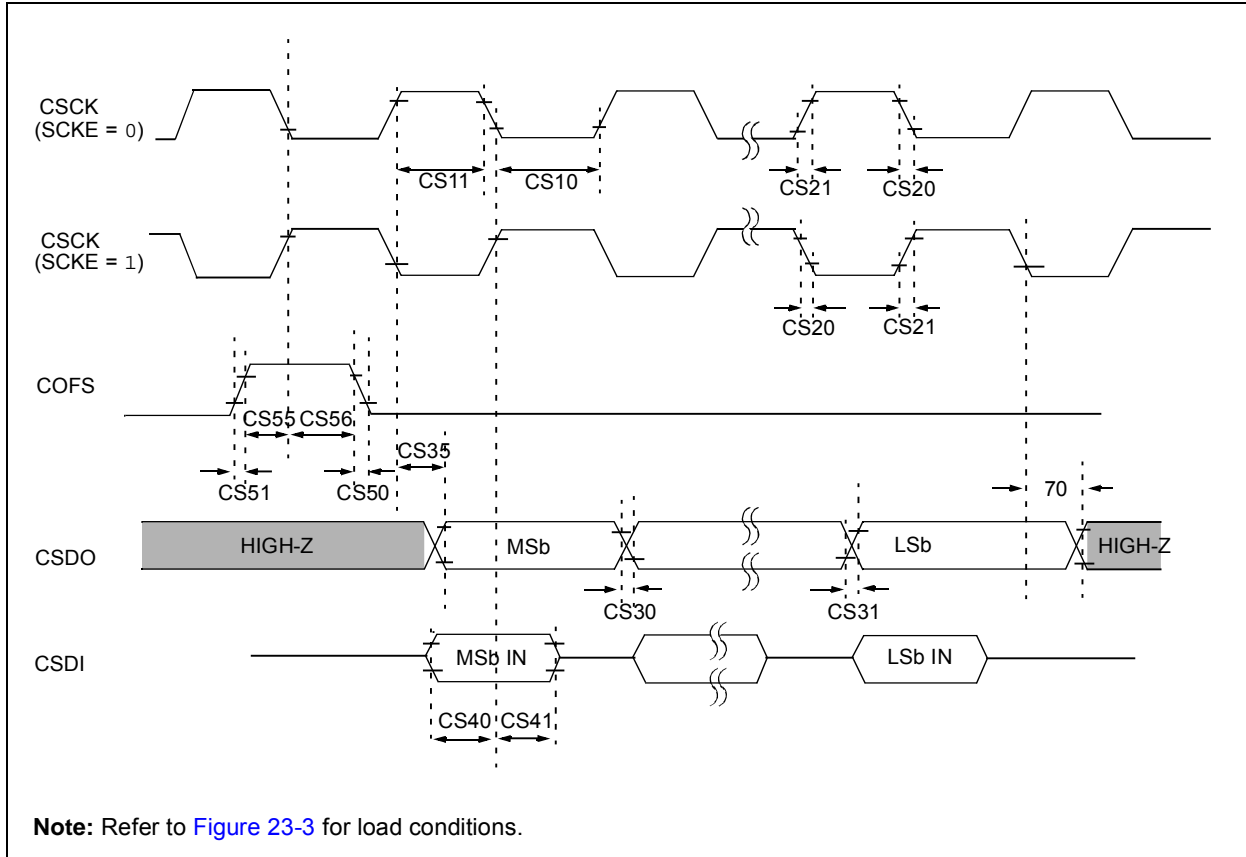 CSCK
(SCKE = 0)
CS11
CS10
CS21
CS20
CSCK
(SCKE = 1)
CS20
CS21
COFS
CS55
CS56
CS35
CS51
CS50
70
CSDO
HIGH-Z
MSb
LSb
HIGH-Z
CS30
CS31
CSDI
MSb IN
LSb IN
CS40
CS41
Note: Refer to Figure 23-3 for load conditions.